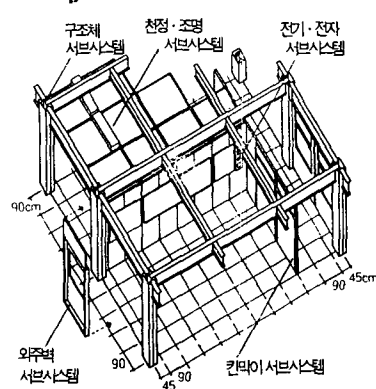 구조체
서브시스템
천정·조명
서브시스템
전기·전자
서브시스템
90cm
외주벽
서브시스템
90
45
90
칸막이 서브시스템
90
45cm